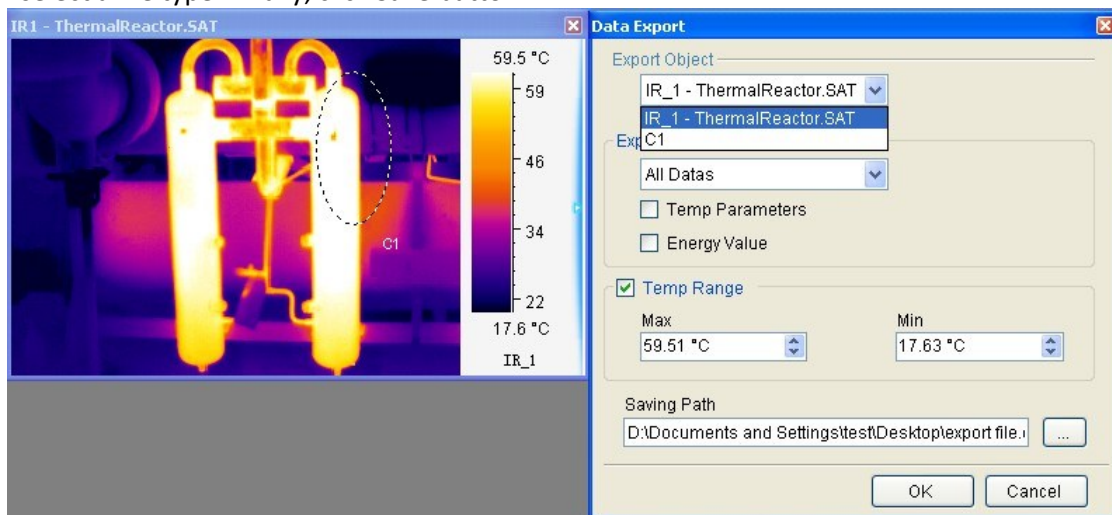 IR1 - ThermalReactor.SAT
59.5 °C
59
46
34
22
17.6 °C
IR_1
C1
Data Export
Export Object
IR_1 - ThermalReactor.SAT
IR_1 - ThermalReactor.SAT
C1
All Datas
Temp Parameters
Energy Value
Temp Range
Max
Min
59.51 °C
17.63 °C
Saving Path
D:\Documents and Settings\test\Desktop\export file.
...
OK
Cancel